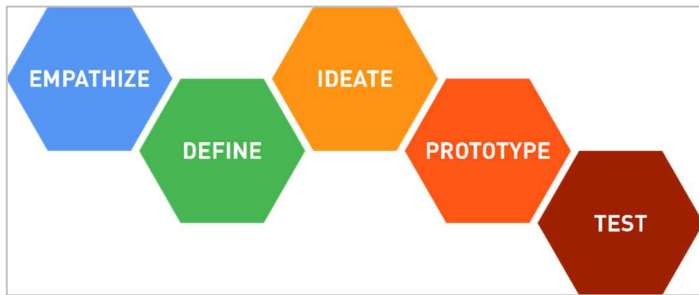 EMPATHIZE
DEFINE
IDEATE
PROTOTYPE
TEST